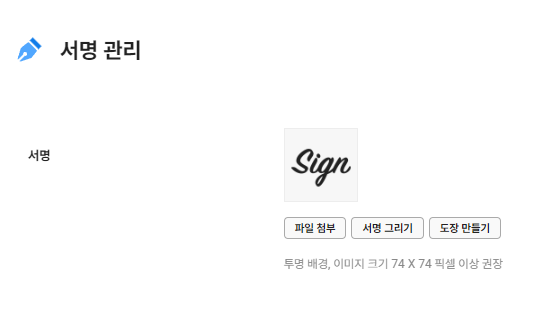 서명 관리
서명
Sign
파일 첨부 서명 그리기 도장 만들기
투명 배경, 이미지 크기 74 X 74 픽셀 이상 권장